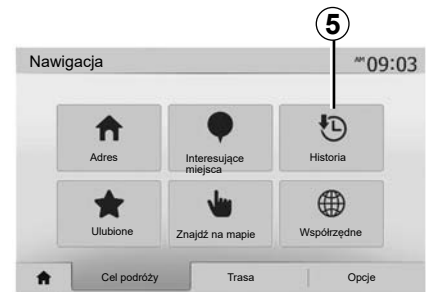 5
Nawigacja
AM 09:03
Adres
Interesujące
miejsca
Historia
Ulubione
Znajdź na mapie
Współrzędne
Cel podróży
Trasa
Opcje